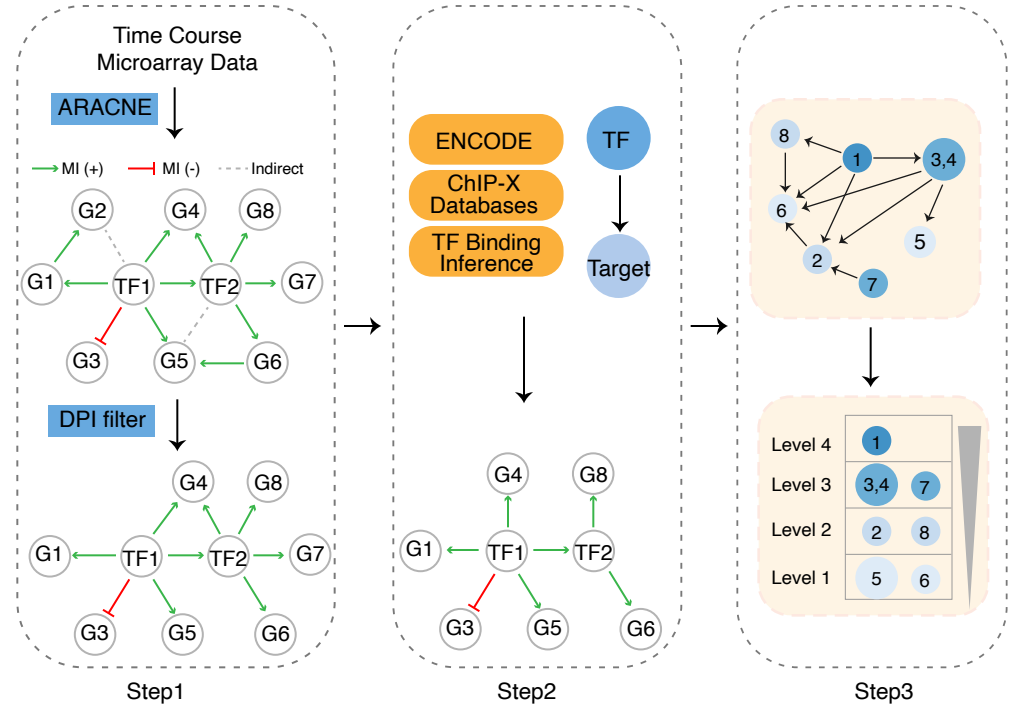 Time Course
Microarray Data
ARACNE
MI (+)
MI (-)
Indirect
G2
G4
G8
G1
TF1
TF2
G7
G3
G5
G6
DPI filter
G4
G8
G1
TF1
TF2
G7
G3
G5
G6
Step1
ENCODE
ChIP-X
Databases
TF Binding
Inference
TF
Target
G4
G8
G1
TF1
TF2
G3
G5
G6
Step2
8
1
3,4
6
5
2
7
Level 4
1
Level 3
3,4
7
Level 2
2
8
Level 1
5
6
Step3